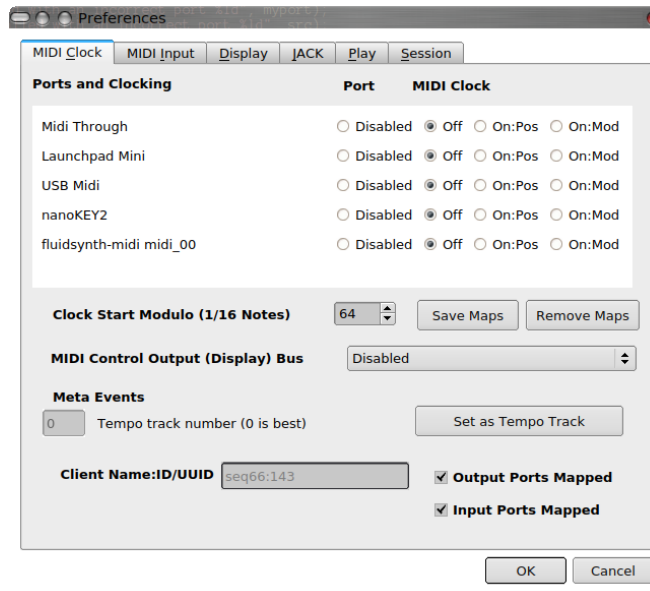 Preferences
MIDI Clock MIDI Input Display JACK Play Session
Ports and Clocking Port MIDI Clock
Midi Through Disabled Off On:Pos On:Mod
Launchpad Mini Disabled Off On:Pos On:Mod
USB Midi Disabled Off On:Pos On:Mod
nanoKEY2 Disabled Off On:Pos On:Mod
fluidsynth-midi midi_00 Disabled Off On:Pos On:Mod
Clock Start Modulo (1/16 Notes) 64 Save Maps Remove Maps
MIDI Control Output (Display) Bus Disabled
Meta Events
0 Tempo track number (0 is best) Set as Tempo Track
Client Name:ID/UUID seq66:143 Output Ports Mapped
Input Ports Mapped
OK Cancel